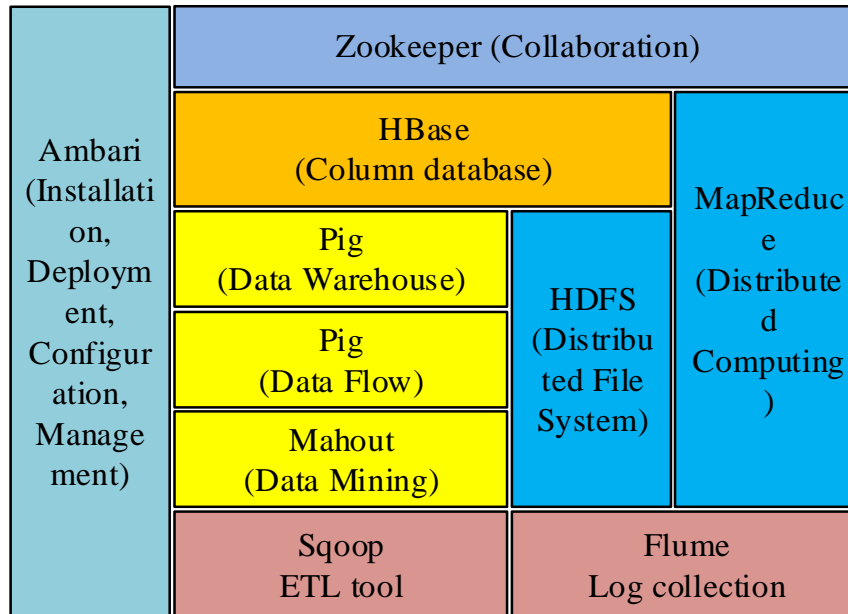 Zookeeper (Collaboration)
Ambari
(Installati
on,
Deploym
ent,
Configur
ation,
Manage
ment)
HBase
(Column database)
MapReduc
e
(Distribute
d
Computing
)
Pig
(Data Warehouse)
HDFS
(Distribu
ted File
System)
Pig
(Data Flow)
Mahout
(Data Mining)
Sqoop
ETL tool
Flume
Log collection